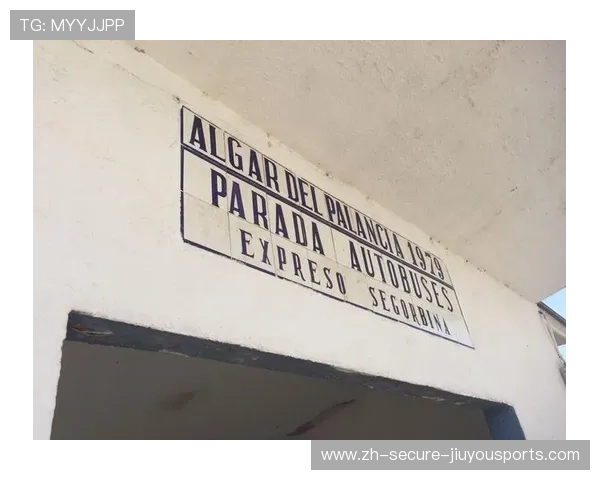 TG: MYYJJPP
ALGAR DEL PALANCIA 1979
PARADA AUTOBUSES
EXPRESO SEGORBINA
www.zh-secure-jiuyousports.com